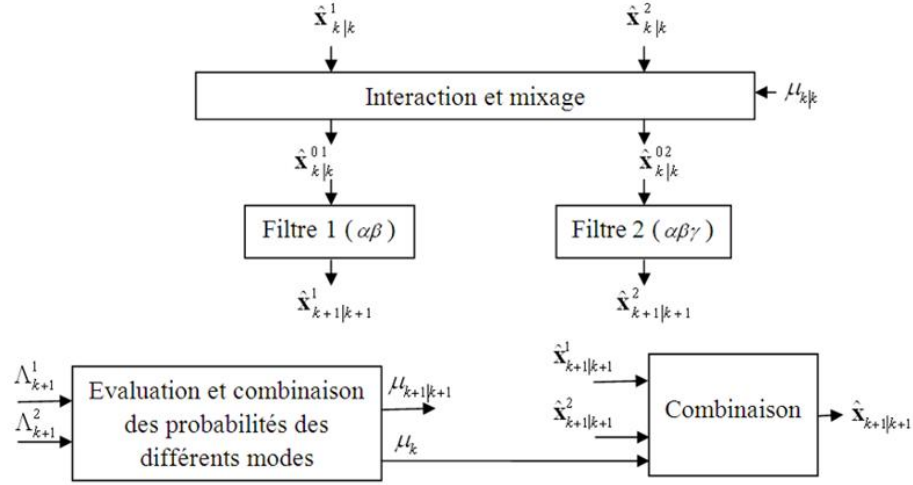 x̂¹ₖ|ₖ x̂²ₖ|ₖ
Interaction et mixage
μₖ|ₖ
x̂⁰¹ₖ|ₖ x̂⁰²ₖ|ₖ
Filtre 1 (αβ) Filtre 2 (αβγ)
x̂¹ₖ₊₁|ₖ₊₁ x̂²ₖ₊₁|ₖ₊₁
Λ¹ₖ₊₁
Λ²ₖ₊₁
Evaluation et combinaison
des probabilités des
différents modes
μₖ₊₁|ₖ₊₁
μₖ
x̂¹ₖ₊₁|ₖ₊₁
x̂²ₖ₊₁|ₖ₊₁
Combinaison
x̂ₖ₊₁|ₖ₊₁